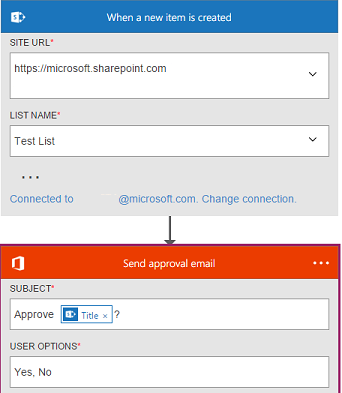 When a new item is created
SITE URL*
https://microsoft.sharepoint.com
LIST NAME*
Test List
...
Connected to @microsoft.com. Change connection.
Send approval email
...
SUBJECT*
Approve Title × ?
USER OPTIONS*
Yes, No